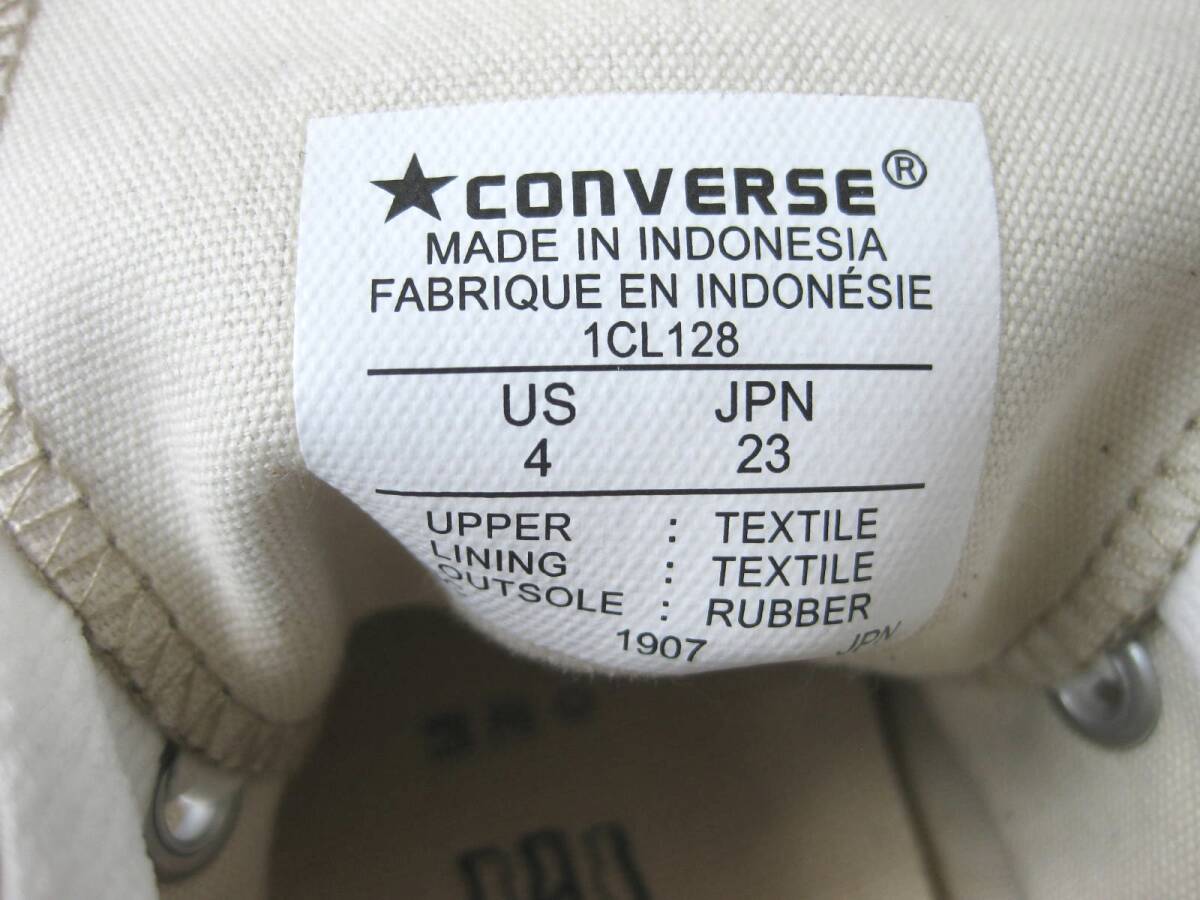 ★CONVERSE®
MADE IN INDONESIA
FABRIQUE EN INDONÉSIE
1CL128
US JPN
4 23
UPPER : TEXTILE
LINING : TEXTILE
OUTSOLE : RUBBER
1907 JPN